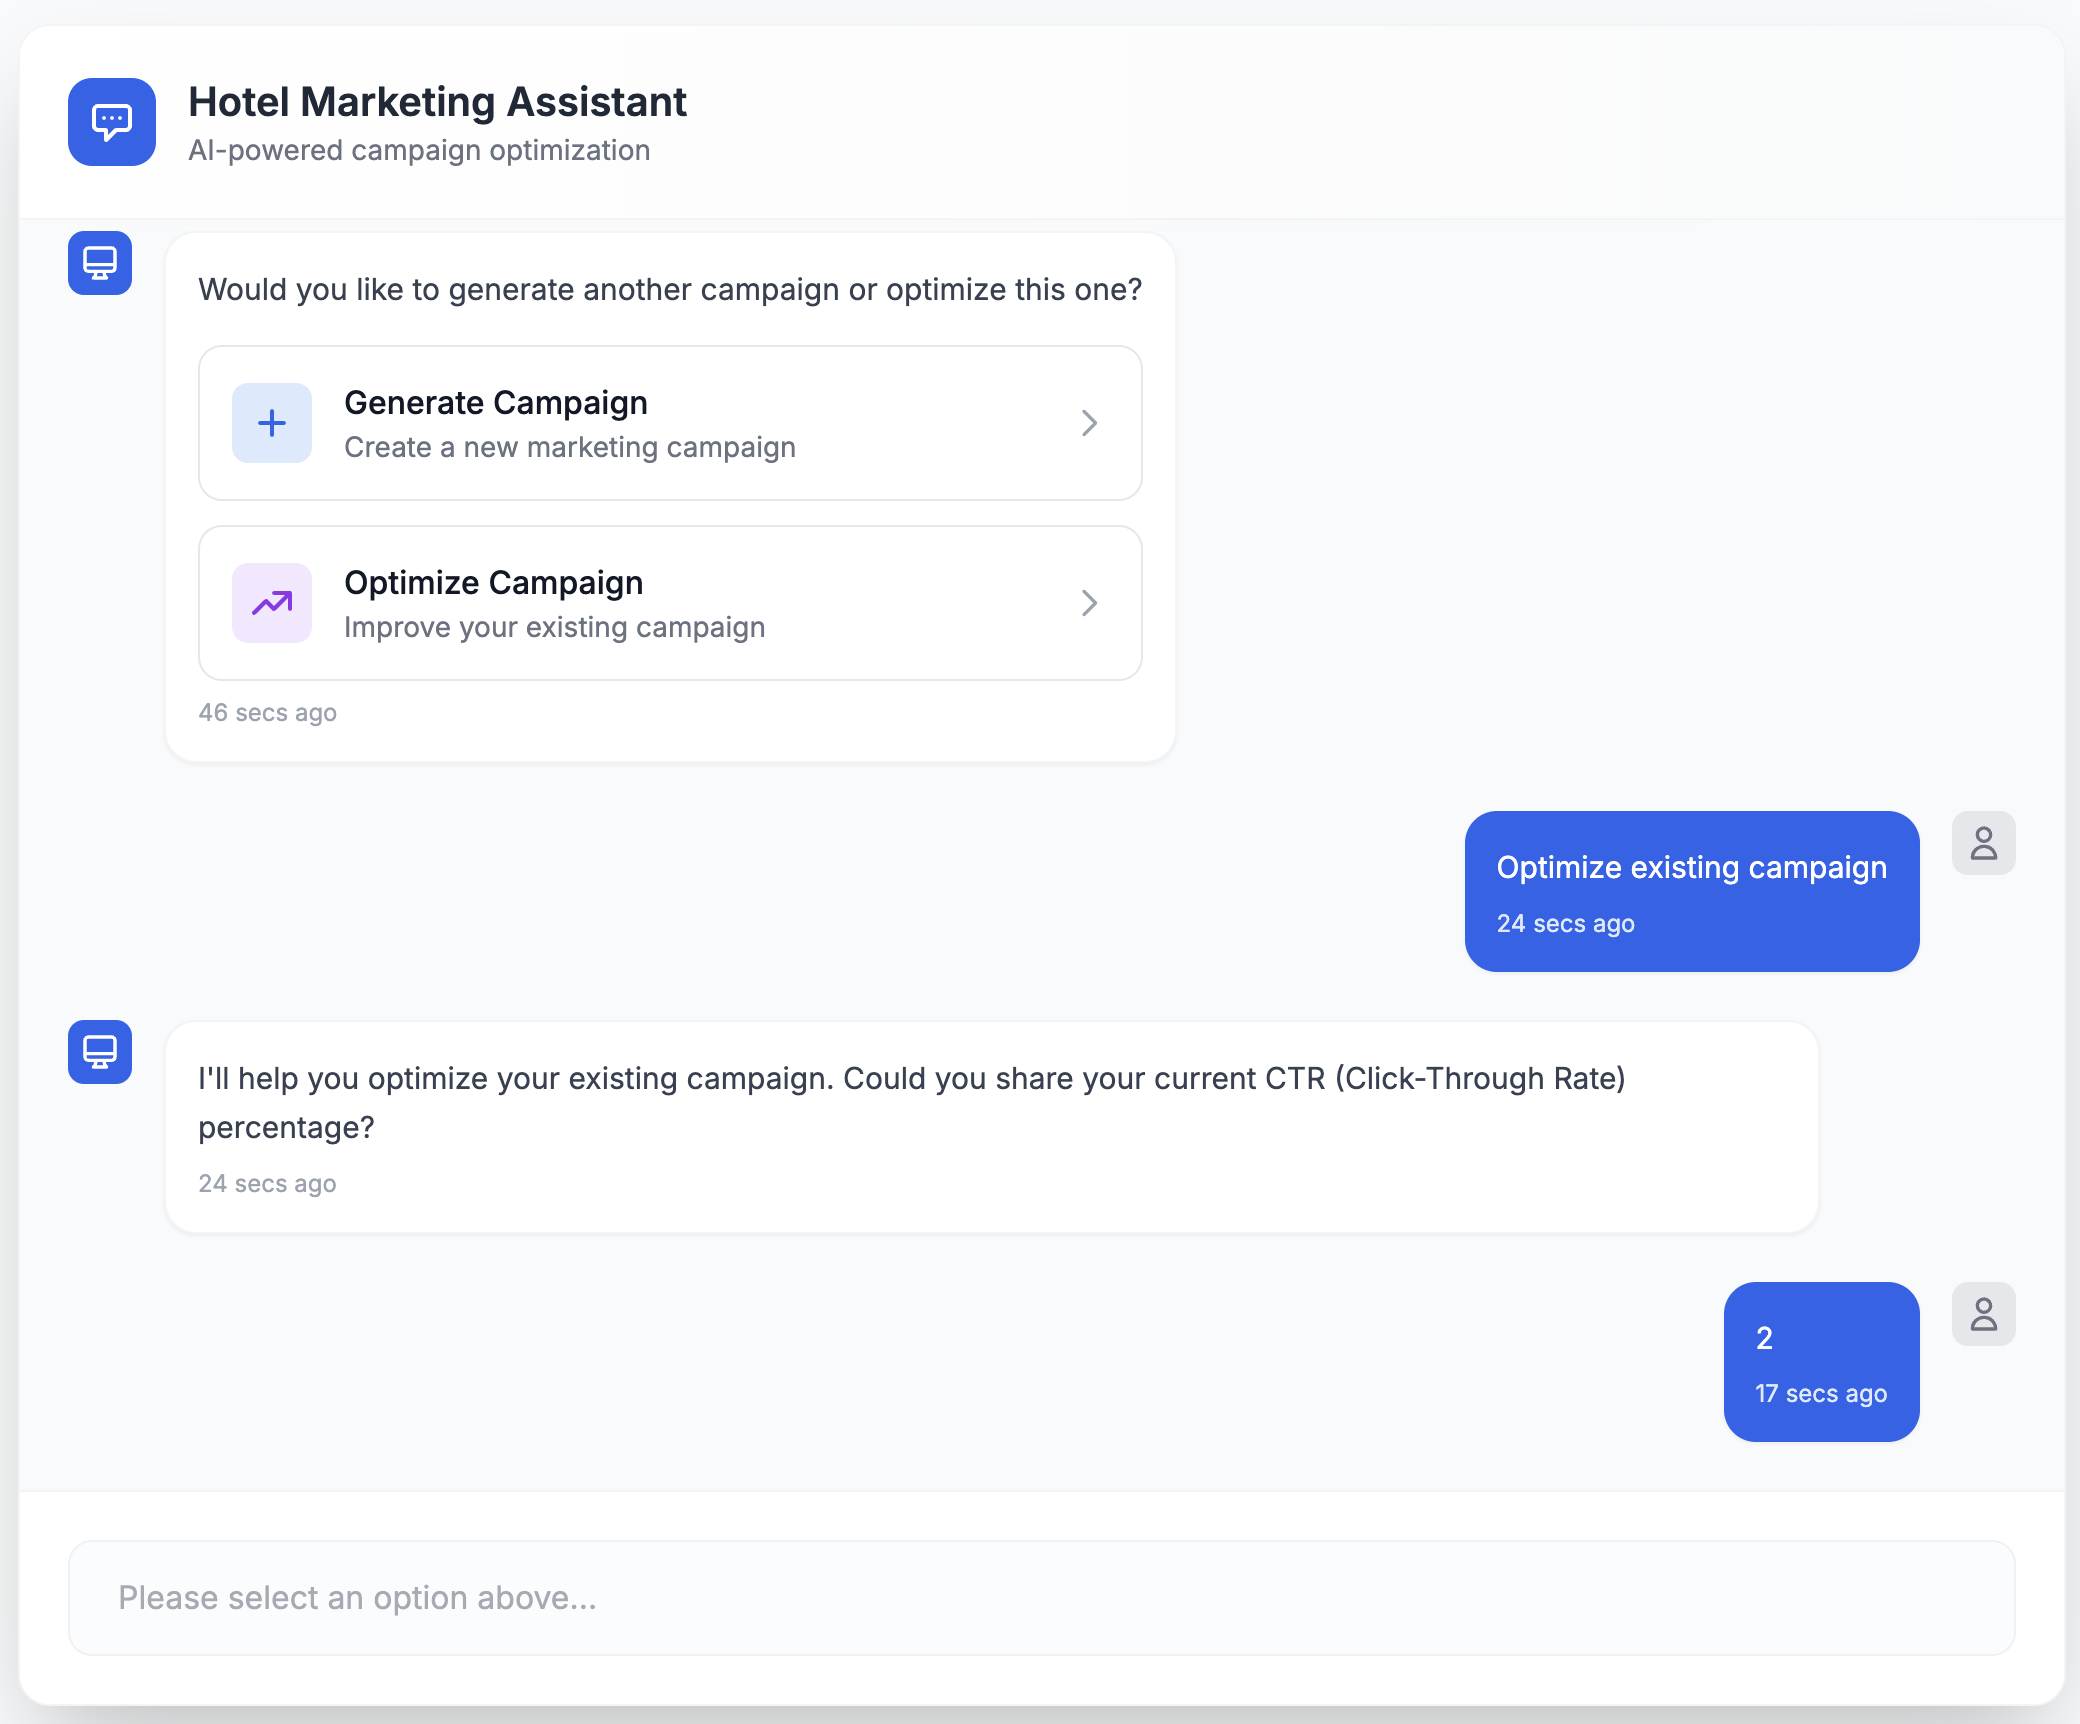 Hotel Marketing Assistant
AI-powered campaign optimization
Would you like to generate another campaign or optimize this one?
Generate Campaign
Create a new marketing campaign
Optimize Campaign
Improve your existing campaign
46 secs ago
Optimize existing campaign
24 secs ago
I'll help you optimize your existing campaign. Could you share your current CTR (Click-Through Rate)
percentage?
24 secs ago
2
17 secs ago
Please select an option above...